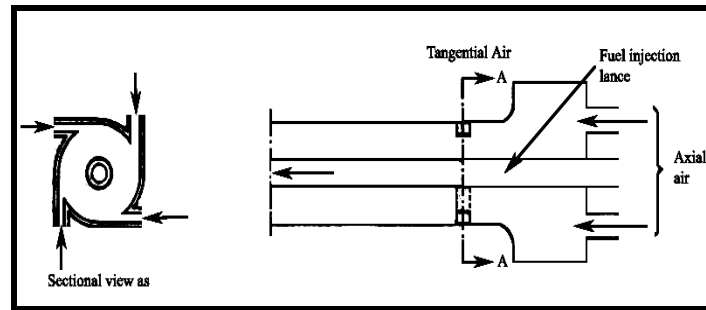 Tangential Air
A
Fuel injection
lance
Axial
air
A
Sectional view as